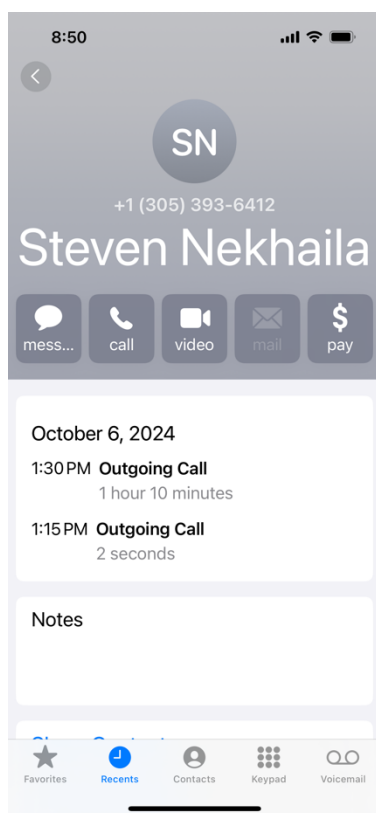 8:50
SN
+1 (305) 393-6412
Steven Nekhaila
mess... call video mail pay
October 6, 2024
1:30 PM Outgoing Call
1 hour 10 minutes
1:15 PM Outgoing Call
2 seconds
Notes
Favorites Recents Contacts Keypad Voicemail